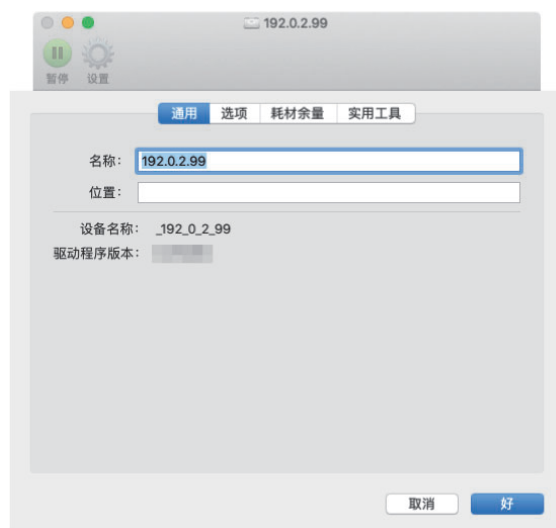 192.0.2.99
暂停 设置
通用 选项 耗材余量 实用工具
名称: 192.0.2.99
位置:
设备名称: _192_0_2_99
驱动程序版本:
取消 好